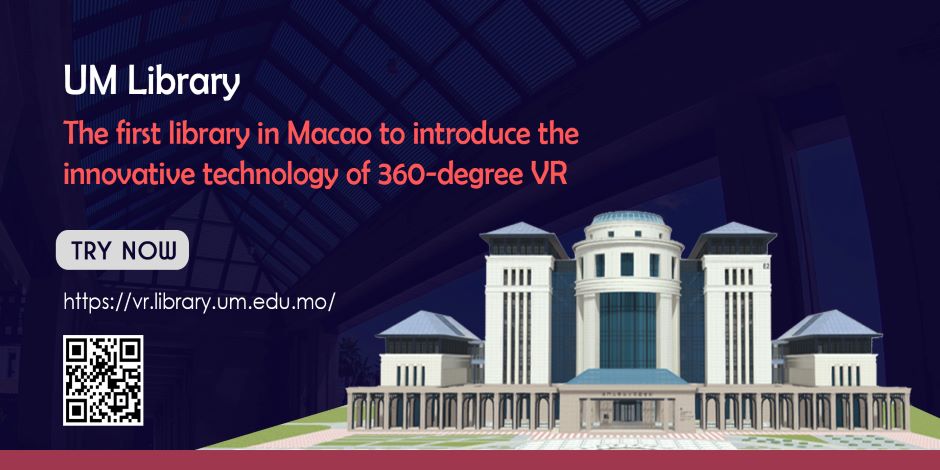 UM Library
The first library in Macao to introduce the
innovative technology of 360-degree VR
TRY NOW
https://vr.library.um.edu.mo/
E2